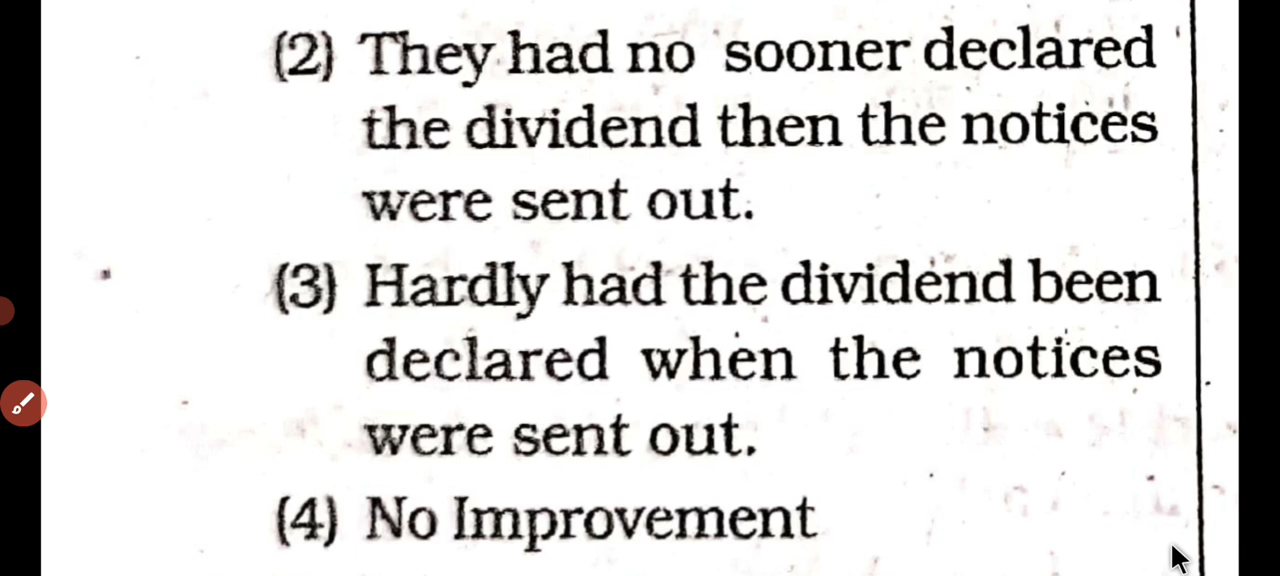 (2) They had no sooner declared
the dividend then the notices
were sent out.
(3) Hardly had the dividend been
declared when the notices
were sent out.
(4) No Improvement